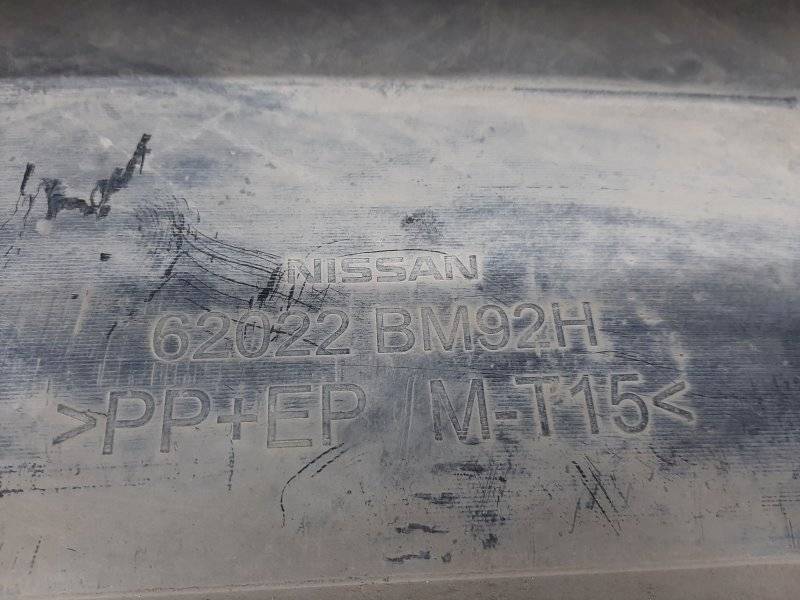 NISSAN
62022 BM92H
>PP+EP M-T15<